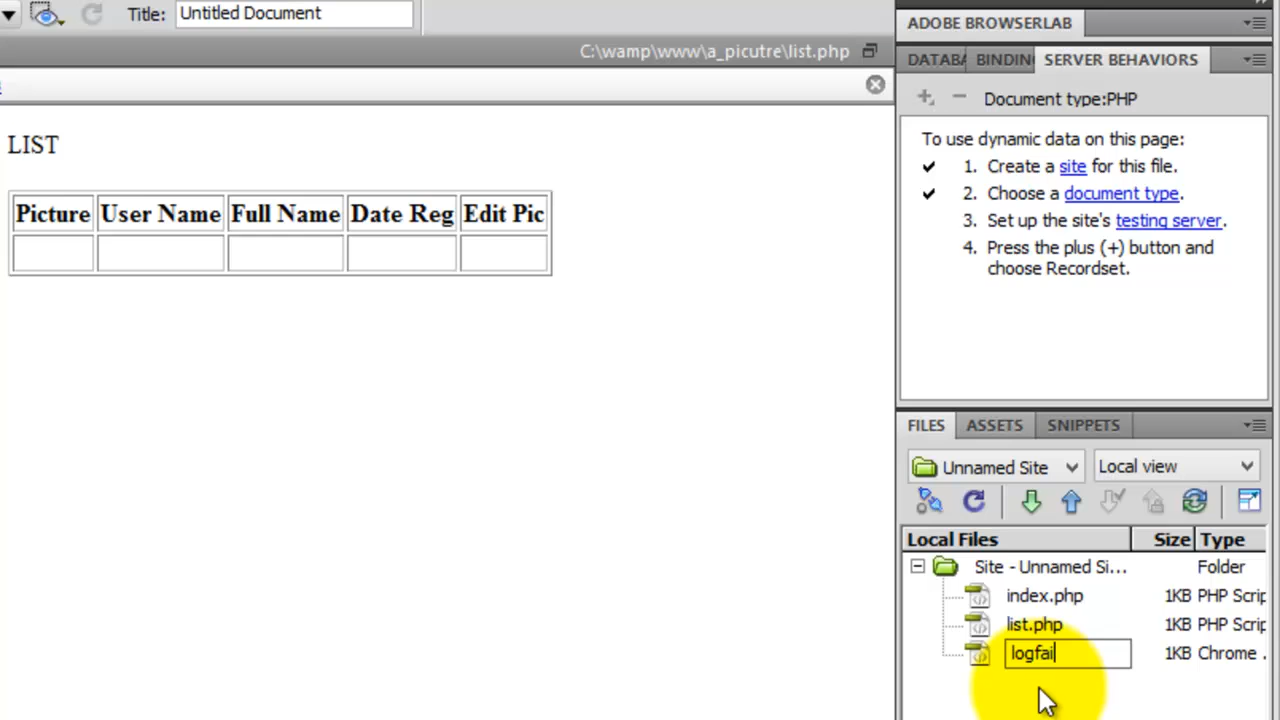 Title: Untitled Document
C:\wamp\www\a_picutre\list.php
LIST
Picture User Name Full Name Date Reg Edit Pic
ADOBE BROWSERLAB
DATABA BINDIN SERVER BEHAVIORS
Document type:PHP
To use dynamic data on this page:
1. Create a site for this file.
2. Choose a document type.
3. Set up the site's testing server.
4. Press the plus (+) button and
choose Recordset.
FILES ASSETS SNIPPETS
Unnamed Site Local view
Local Files Size Type
Site - Unnamed Si... Folder
index.php 1KB PHP Scrip
list.php 1KB PHP Scrip
logfai 1KB Chrome .